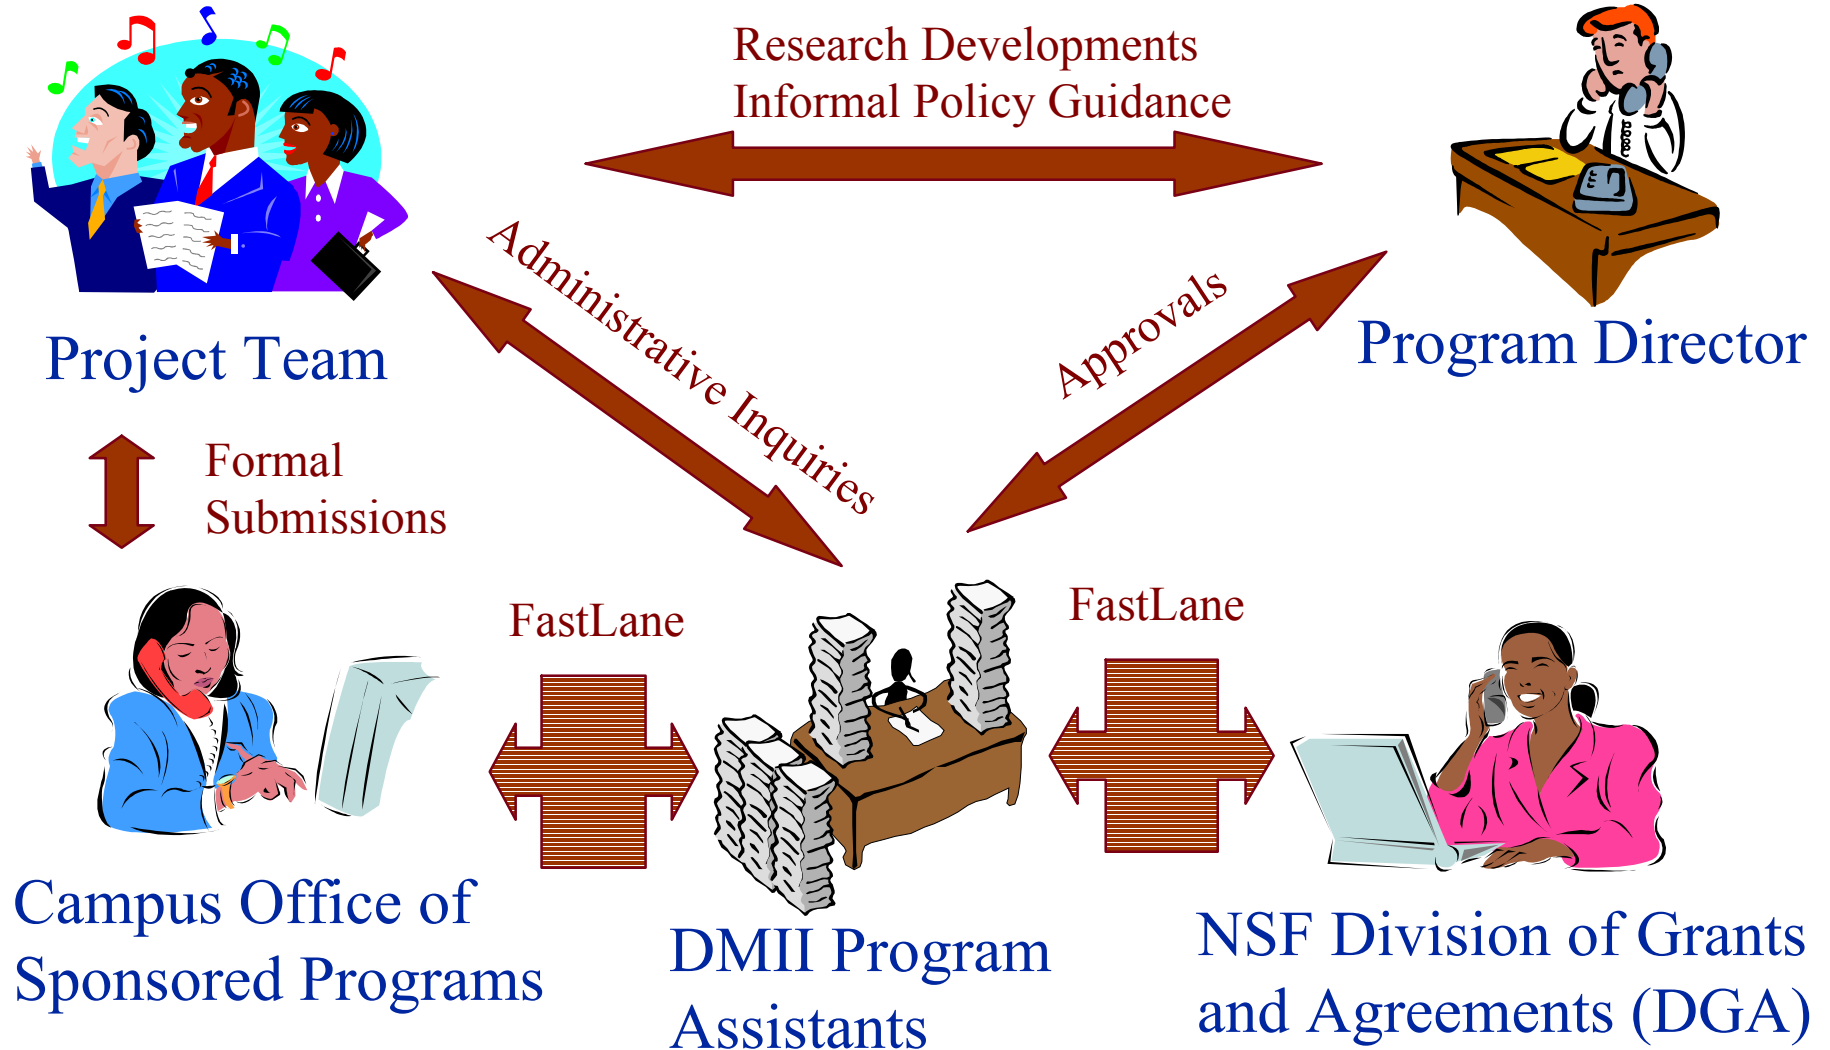 Research Developments
Informal Policy Guidance
Administrative Inquiries
Approvals
Project Team
Program Director
Formal
Submissions
FastLane
FastLane
Campus Office of
Sponsored Programs
DMII Program
Assistants
NSF Division of Grants
and Agreements (DGA)